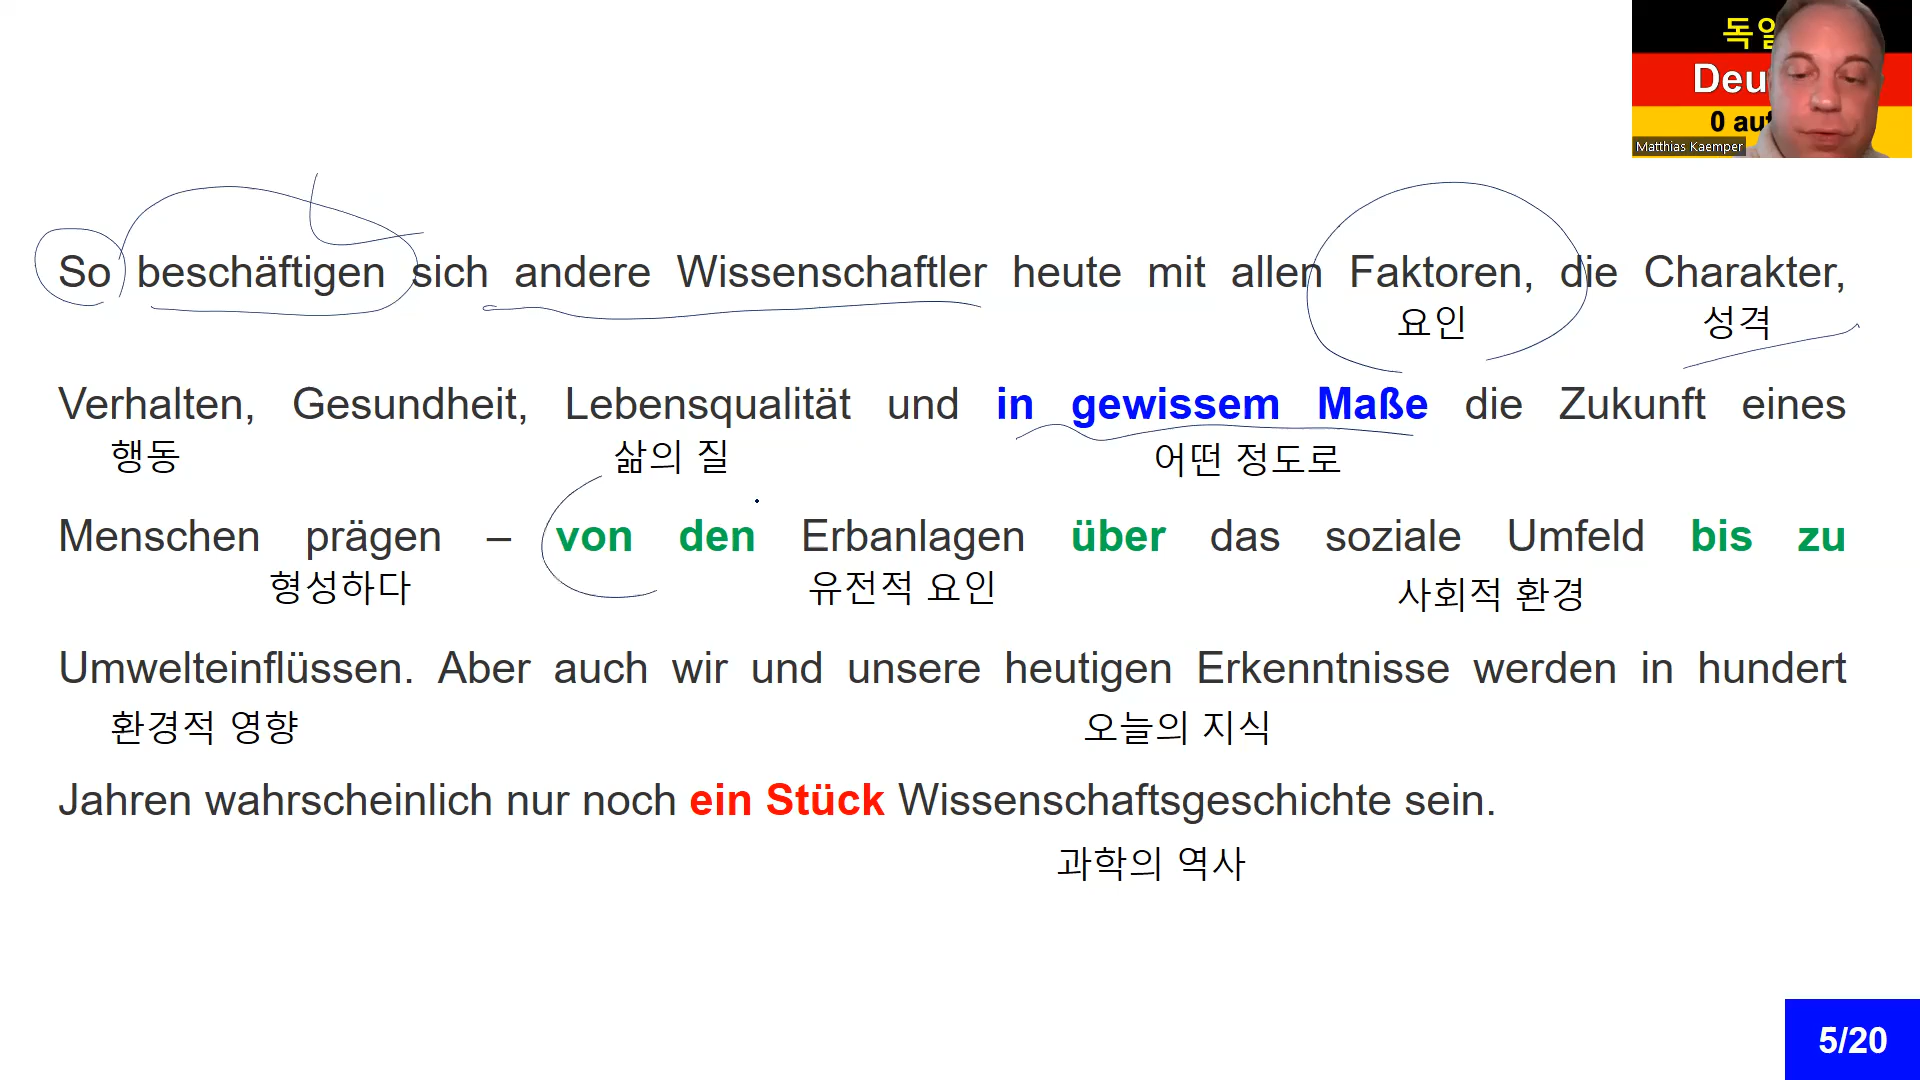 독일
Deu
0 auf
Matthias Kaemper
So beschäftigen sich andere Wissenschaftler heute mit allen Faktoren, die Charakter,
요인 성격
Verhalten, Gesundheit, Lebensqualität und in gewissem Maße die Zukunft eines
행동 삶의 질 어떤 정도로
Menschen prägen – von den Erbanlagen über das soziale Umfeld bis zu
형성하다 유전적 요인 사회적 환경
Umwelteinflüssen. Aber auch wir und unsere heutigen Erkenntnisse werden in hundert
환경적 영향 오늘의 지식
Jahren wahrscheinlich nur noch ein Stück Wissenschaftsgeschichte sein.
과학의 역사
5/20